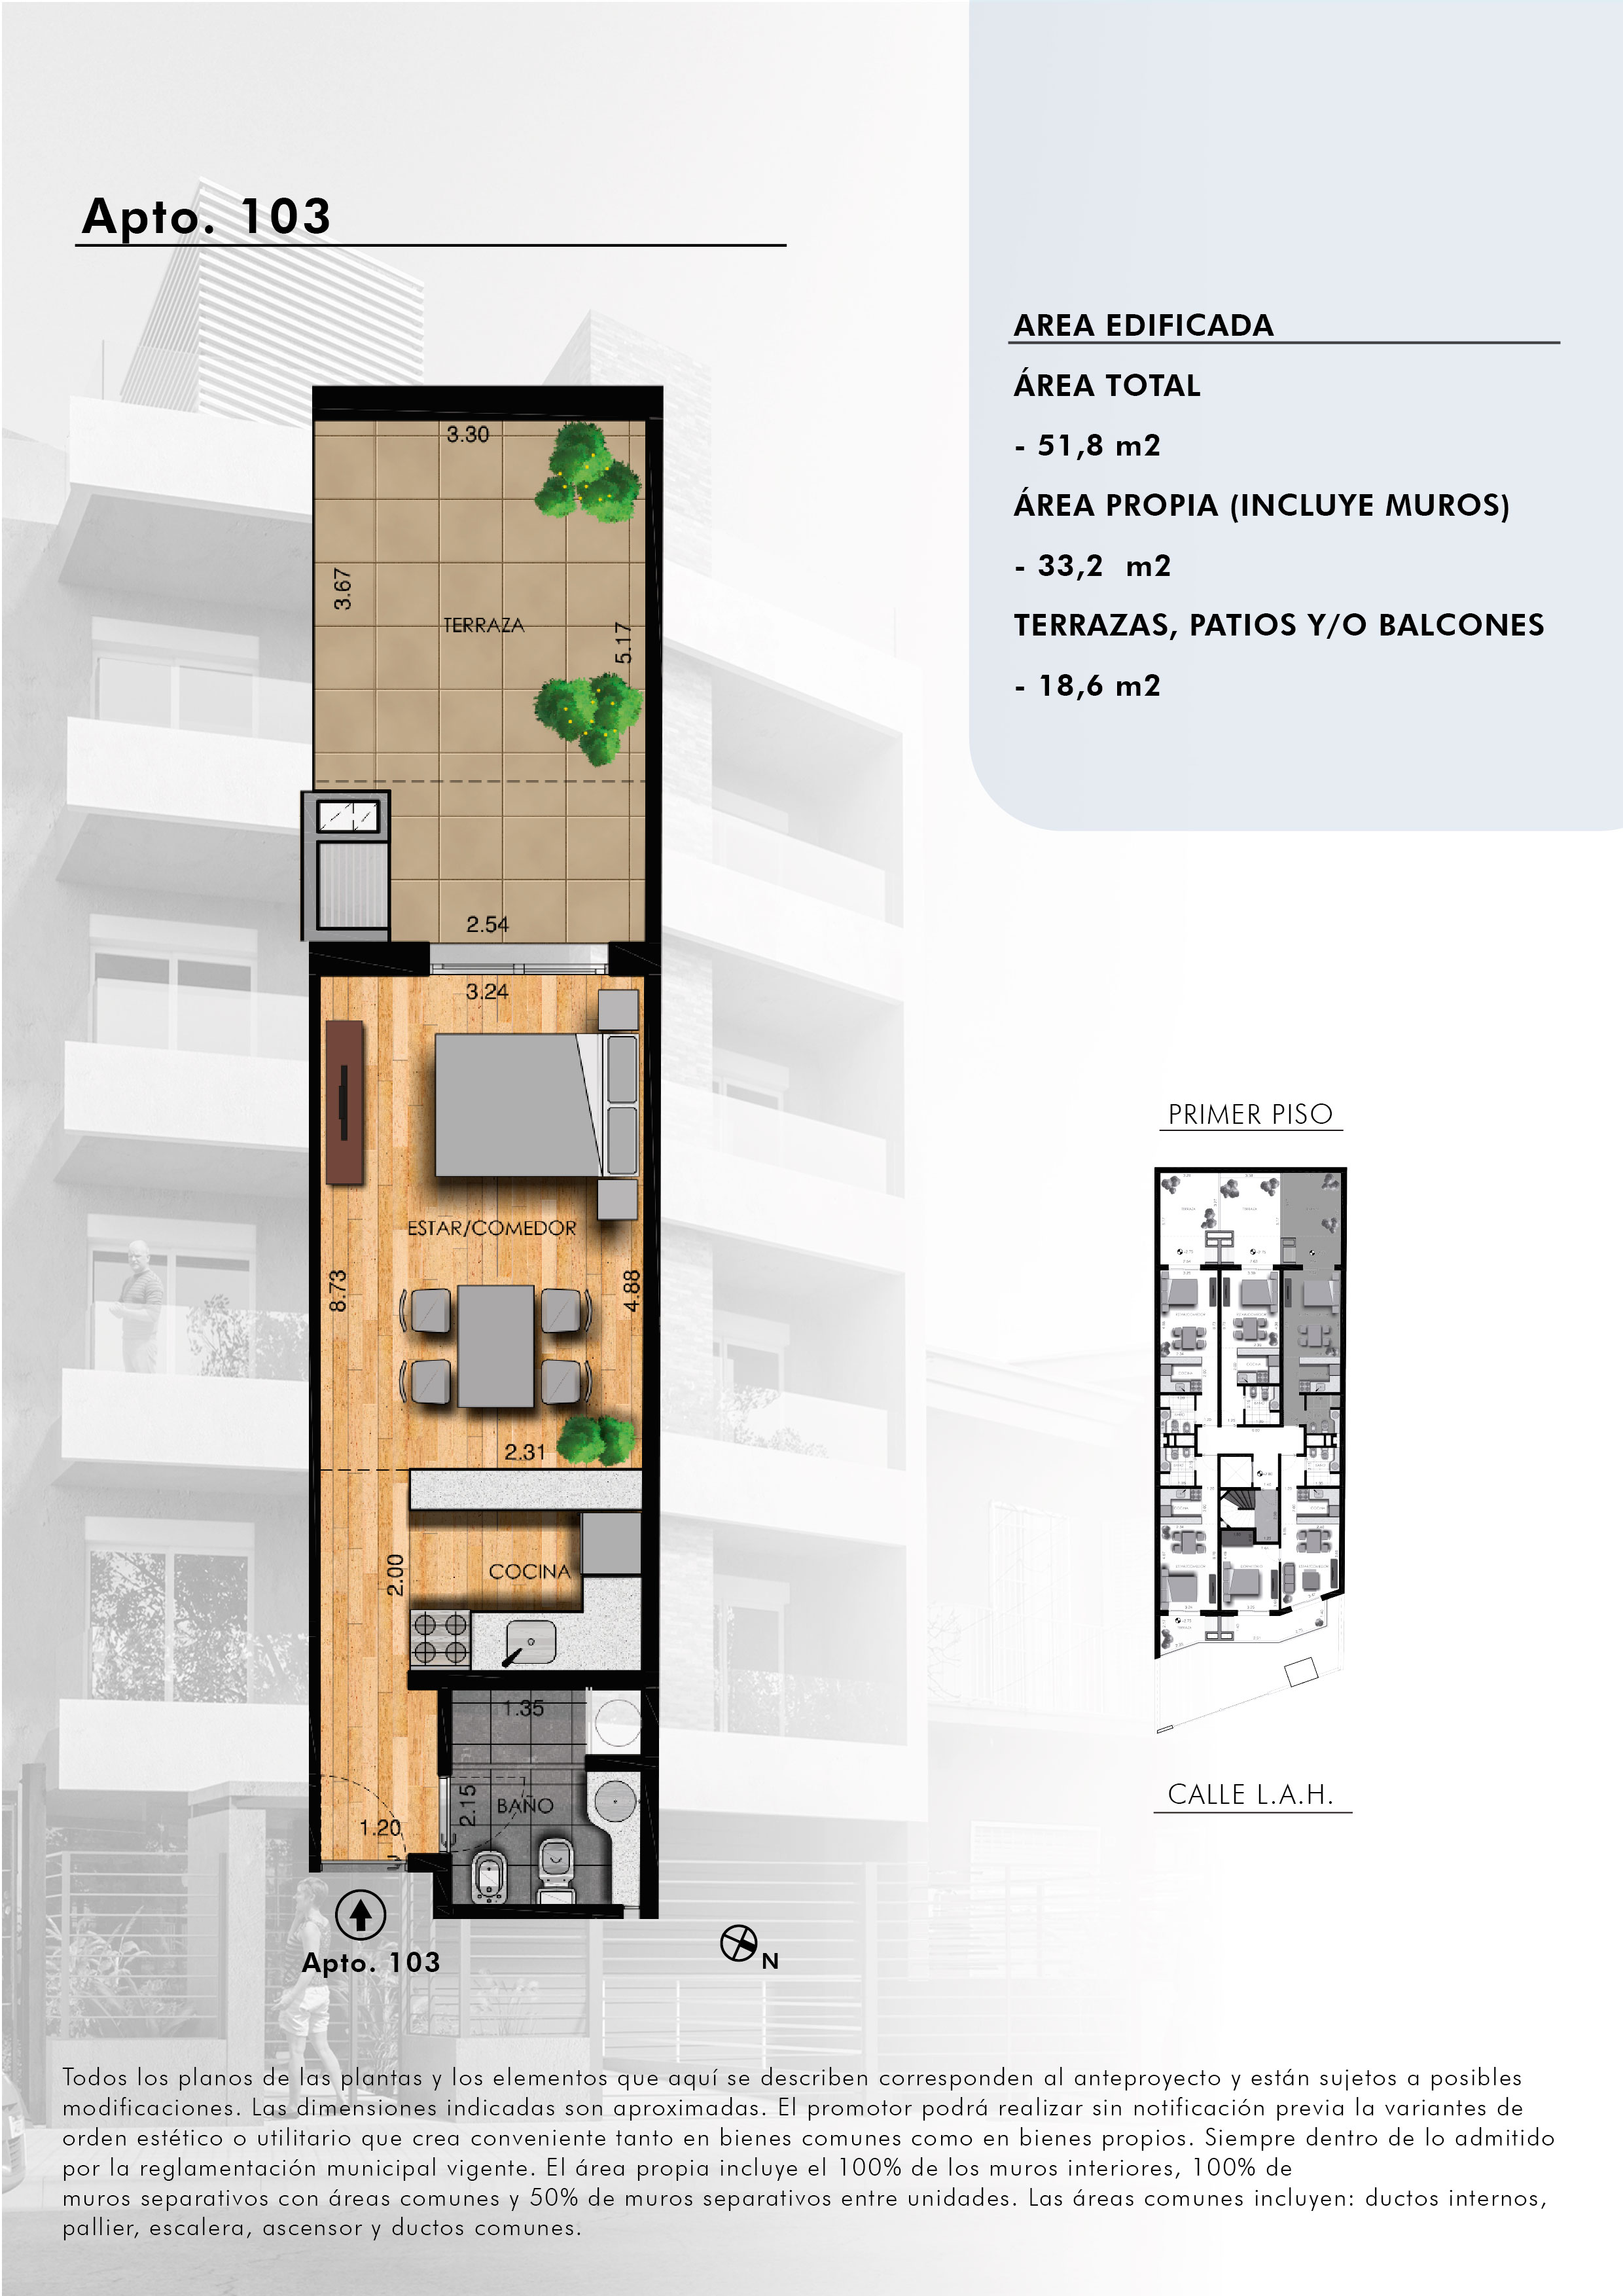 Apto. 103
AREA EDIFICADA
ÁREA TOTAL
- 51,8 m2
ÁREA PROPIA (INCLUYE MUROS)
- 33,2 m2
TERRAZAS, PATIOS Y/O BALCONES
- 18,6 m2
3.30
3.67
TERRAZA
5.17
2.54
3.24
ESTAR/COMEDOR
8.73
4.88
2.31
2.00
COCINA
1.35
2.15
BAÑO
1.20
Apto. 103
N
PRIMER PISO
CALLE L.A.H.
Todos los planos de las plantas y los elementos que aquí se describen corresponden al anteproyecto y están sujetos a posibles
modificaciones. Las dimensiones indicadas son aproximadas. El promotor podrá realizar sin notificación previa la variantes de
orden estético o utilitario que crea conveniente tanto en bienes comunes como en bienes propios. Siempre dentro de lo admitido
por la reglamentación municipal vigente. El área propia incluye el 100% de los muros interiores, 100% de
muros separativos con áreas comunes y 50% de muros separativos entre unidades. Las áreas comunes incluyen: ductos internos,
pallier, escalera, ascensor y ductos comunes.